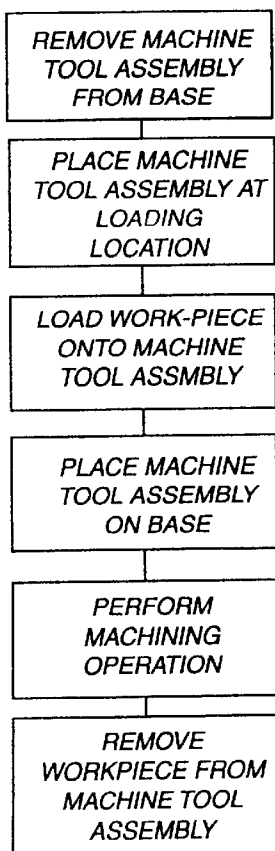 REMOVE MACHINE
TOOL ASSEMBLY
FROM BASE
PLACE MACHINE
TOOL ASSEMBLY AT
LOADING
LOCATION
LOAD WORK-PIECE
ONTO MACHINE
TOOL ASSMBLY
PLACE MACHINE
TOOL ASSEMBLY
ON BASE
PERFORM
MACHINING
OPERATION
REMOVE
WORKPIECE FROM
MACHINE TOOL
ASSEMBLY